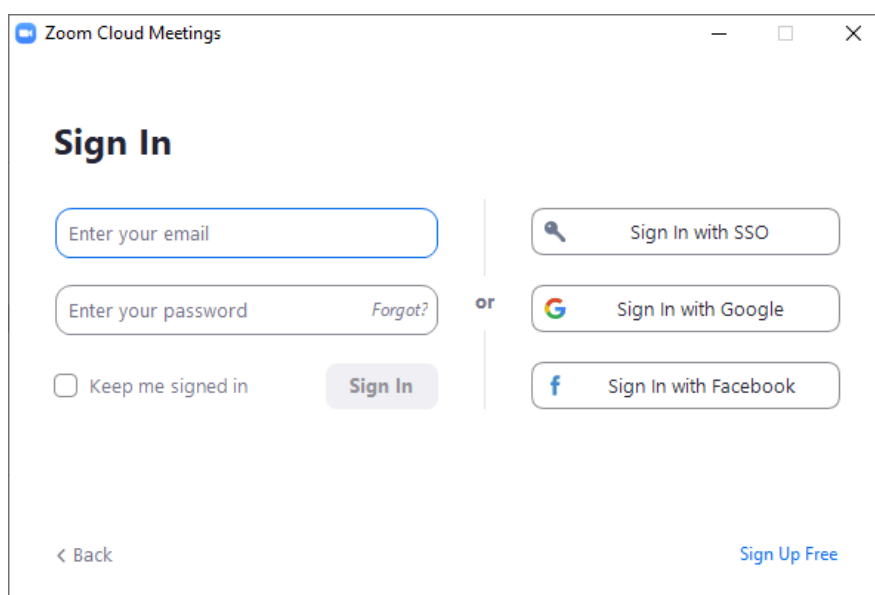 Zoom Cloud Meetings
Sign In
Enter your email
Enter your password Forgot?
Keep me signed in Sign In
or
Sign In with SSO
Sign In with Google
Sign In with Facebook
< Back
Sign Up Free